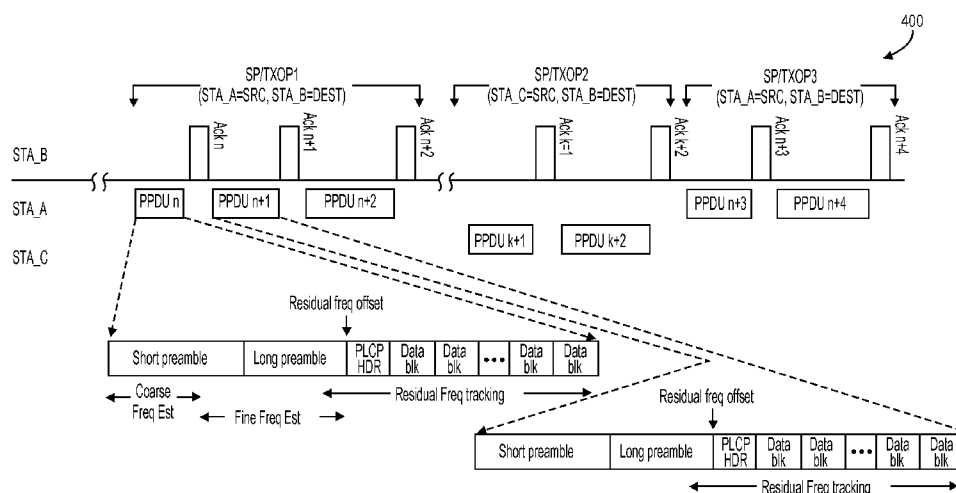 400
SP/TXOP1
(STA_A=SRC, STA_B=DEST)
SP/TXOP2
(STA_C=SRC, STA_B=DEST)
SP/TXOP3
(STA_A=SRC, STA_B=DEST)
STA_B
Ack n
Ack n+1
Ack n+2
Ack k=1
Ack k+2
Ack n+3
Ack n+4
STA_A
PPDU n
PPDU n+1
PPDU n+2
PPDU n+3
PPDU n+4
STA_C
PPDU k+1
PPDU k+2
Residual freq offset
Short preamble
Long preamble
PLCP
HDR
Data
blk
Data
blk
•••
Data
blk
Data
blk
Coarse
Freq Est
Fine Freq Est
Residual Freq tracking
Residual freq offset
Short preamble
Long preamble
PLCP
HDR
Data
blk
Data
blk
•••
Data
blk
Data
blk
Residual Freq tracking